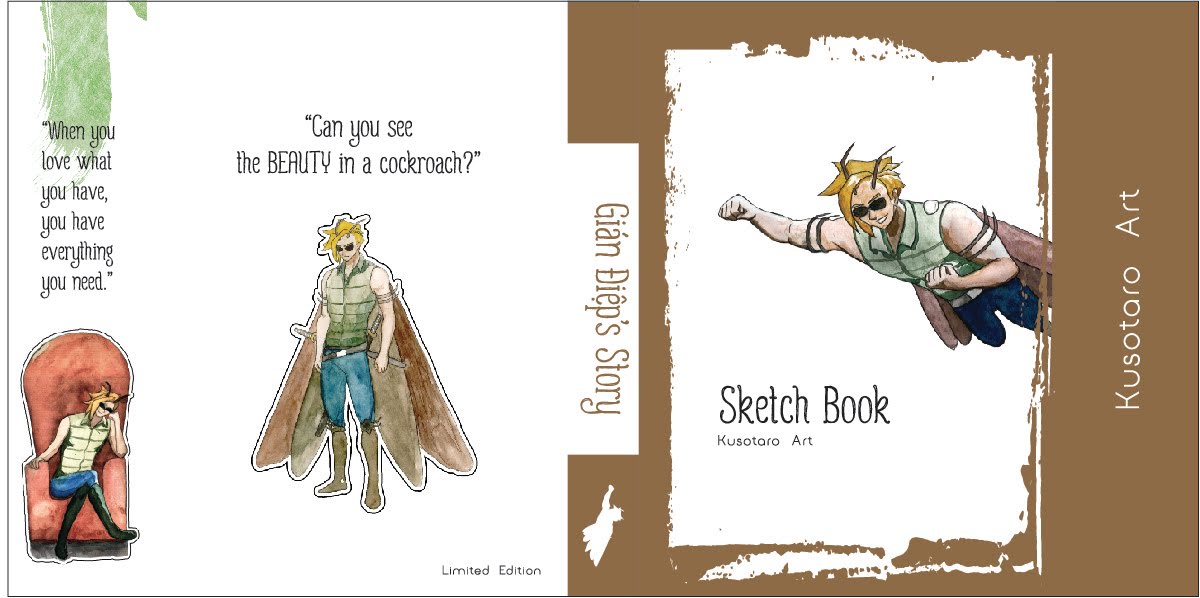 “When you
love what
you have,
you have
everything
you need.”
“Can you see
the BEAUTY in a cockroach?”
Limited Edition
Gián Điệp's Story
Sketch Book
Kusotaro Art
Kusotaro Art